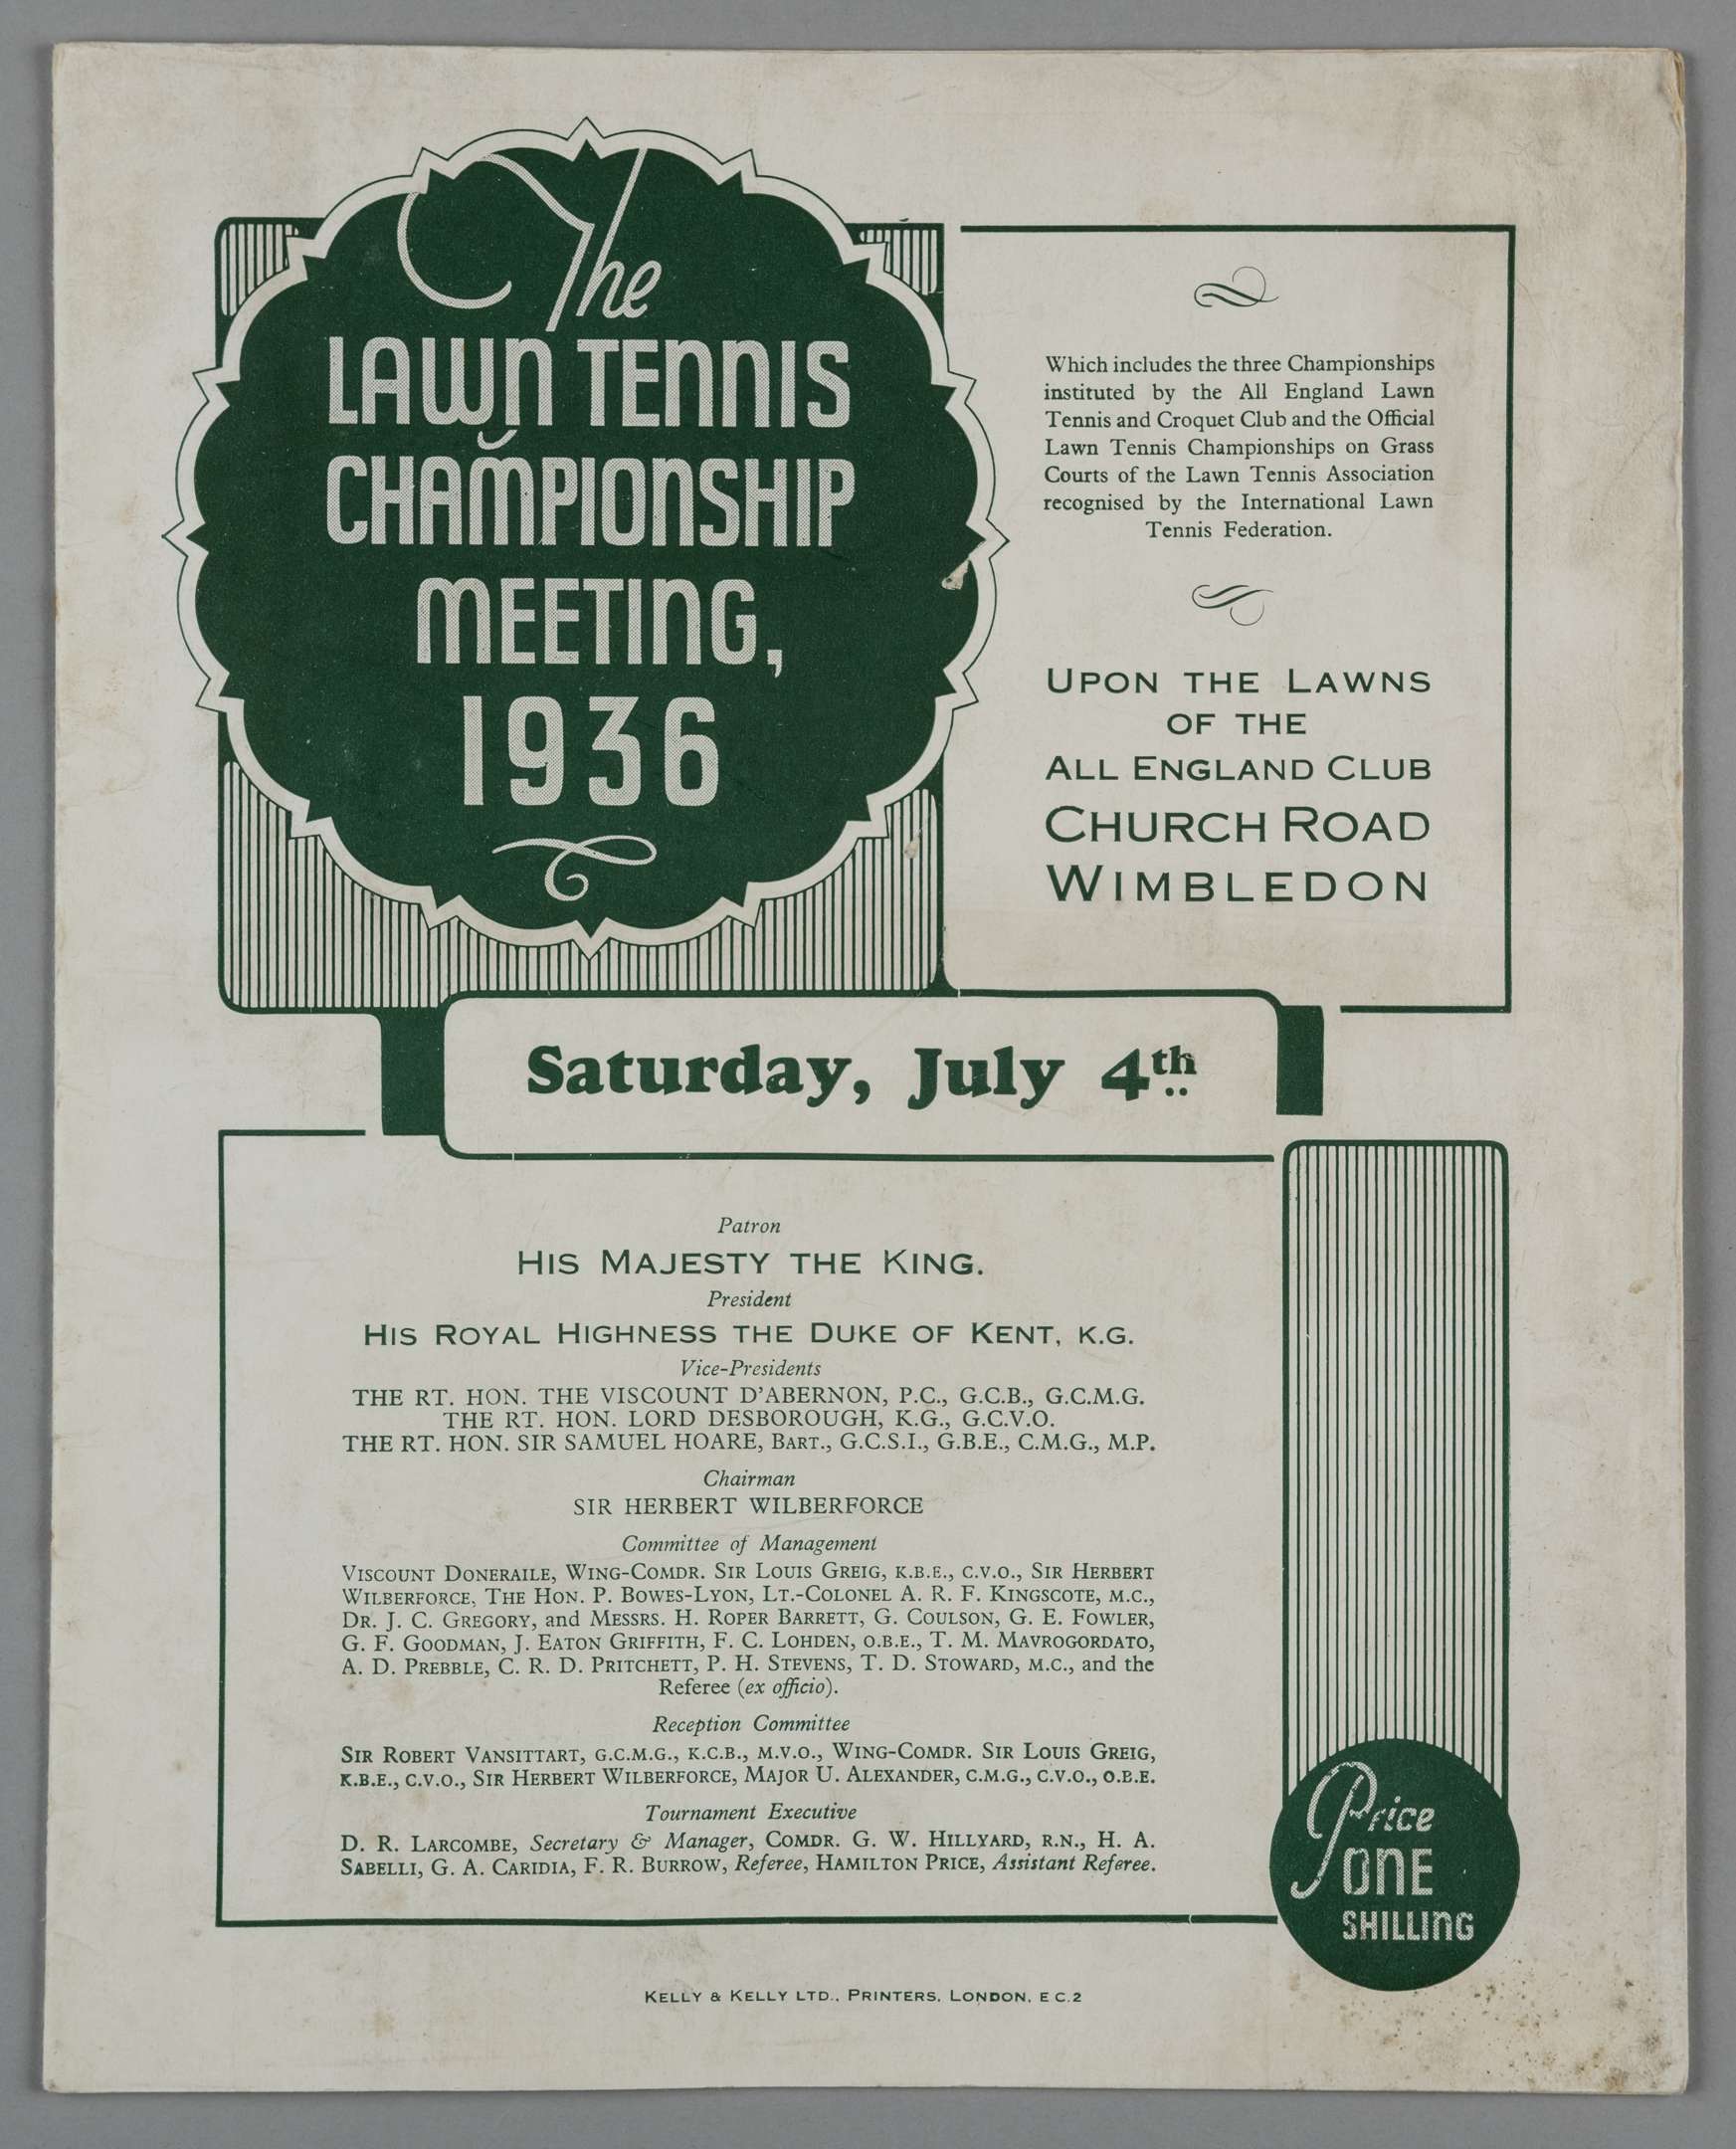 The
LAWN TENNIS
CHAMPIONSHIP
MEETING,
1936
Which includes the three Championships
instituted by the All England Lawn
Tennis and Croquet Club and the Official
Lawn Tennis Championships on Grass
Courts of the Lawn Tennis Association
recognised by the International Lawn
Tennis Federation.
UPON THE LAWNS
OF THE
ALL ENGLAND CLUB
CHURCH ROAD
WIMBLEDON
Saturday, July 4th
Patron
HIS MAJESTY THE KING.
President
HIS ROYAL HIGHNESS THE DUKE OF KENT, K.G.
Vice-Presidents
THE RT. HON. THE VISCOUNT D'ABERNON, P.C., G.C.B., G.C.M.G.
THE RT. HON. LORD DESBOROUGH, K.G., G.C.V.O.
THE RT. HON. SIR SAMUEL HOARE, BART., G.C.S.I., G.B.E., C.M.G., M.P.
Chairman
SIR HERBERT WILBERFORCE
Committee of Management
VISCOUNT DONERAILE, WING-COMDR. SIR LOUIS GREIG, K.B.E., C.V.O., SIR HERBERT
WILBERFORCE, THE HON. P. BOWES-LYON, LT.-COLONEL A. R. F. KINGSCOTE, M.C.,
DR. J. C. GREGORY, and MESSRS. H. ROPER BARRETT, G. COULSON, G. E. FOWLER,
G. F. GOODMAN, J. EATON GRIFFITH, F. C. LOHDEN, O.B.E., T. M. MAVROGORDATO,
A. D. PREBBLE, C. R. D. PRITCHETT, P. H. STEVENS, T. D. STOWARD, M.C., and the
Referee (ex officio).
Reception Committee
SIR ROBERT VANSITTART, G.C.M.G., K.C.B., M.V.O., WING-COMDR. SIR LOUIS GREIG,
K.B.E., C.V.O., SIR HERBERT WILBERFORCE, MAJOR U. ALEXANDER, C.M.G., C.V.O., O.B.E.
Tournament Executive
D. R. LARCOMBE, Secretary & Manager, COMDR. G. W. HILLYARD, R.N., H. A.
SABELLI, G. A. CARIDIA, F. R. BURROW, Referee, HAMILTON PRICE, Assistant Referee.
Price
ONE
SHILLING
KELLY & KELLY LTD., PRINTERS, LONDON, E C.2